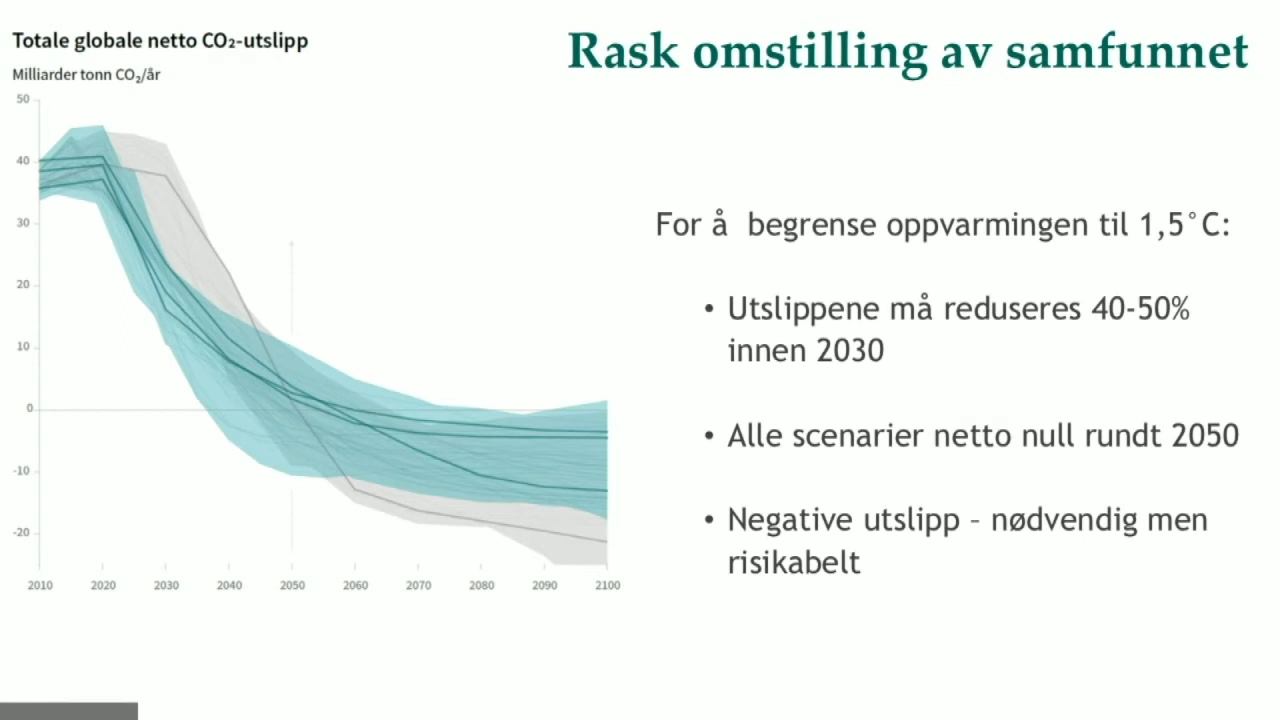 Totale globale netto CO₂-utslipp
Milliarder tonn CO₂/år
Rask omstilling av samfunnet
50
40
30
20
10
0
-10
-20
2010 2020 2030 2040 2050 2060 2070 2080 2090 2100
For å begrense oppvarmingen til 1,5°C:
• Utslippene må reduseres 40-50%
innen 2030
• Alle scenarier netto null rundt 2050
• Negative utslipp – nødvendig men
risikabelt